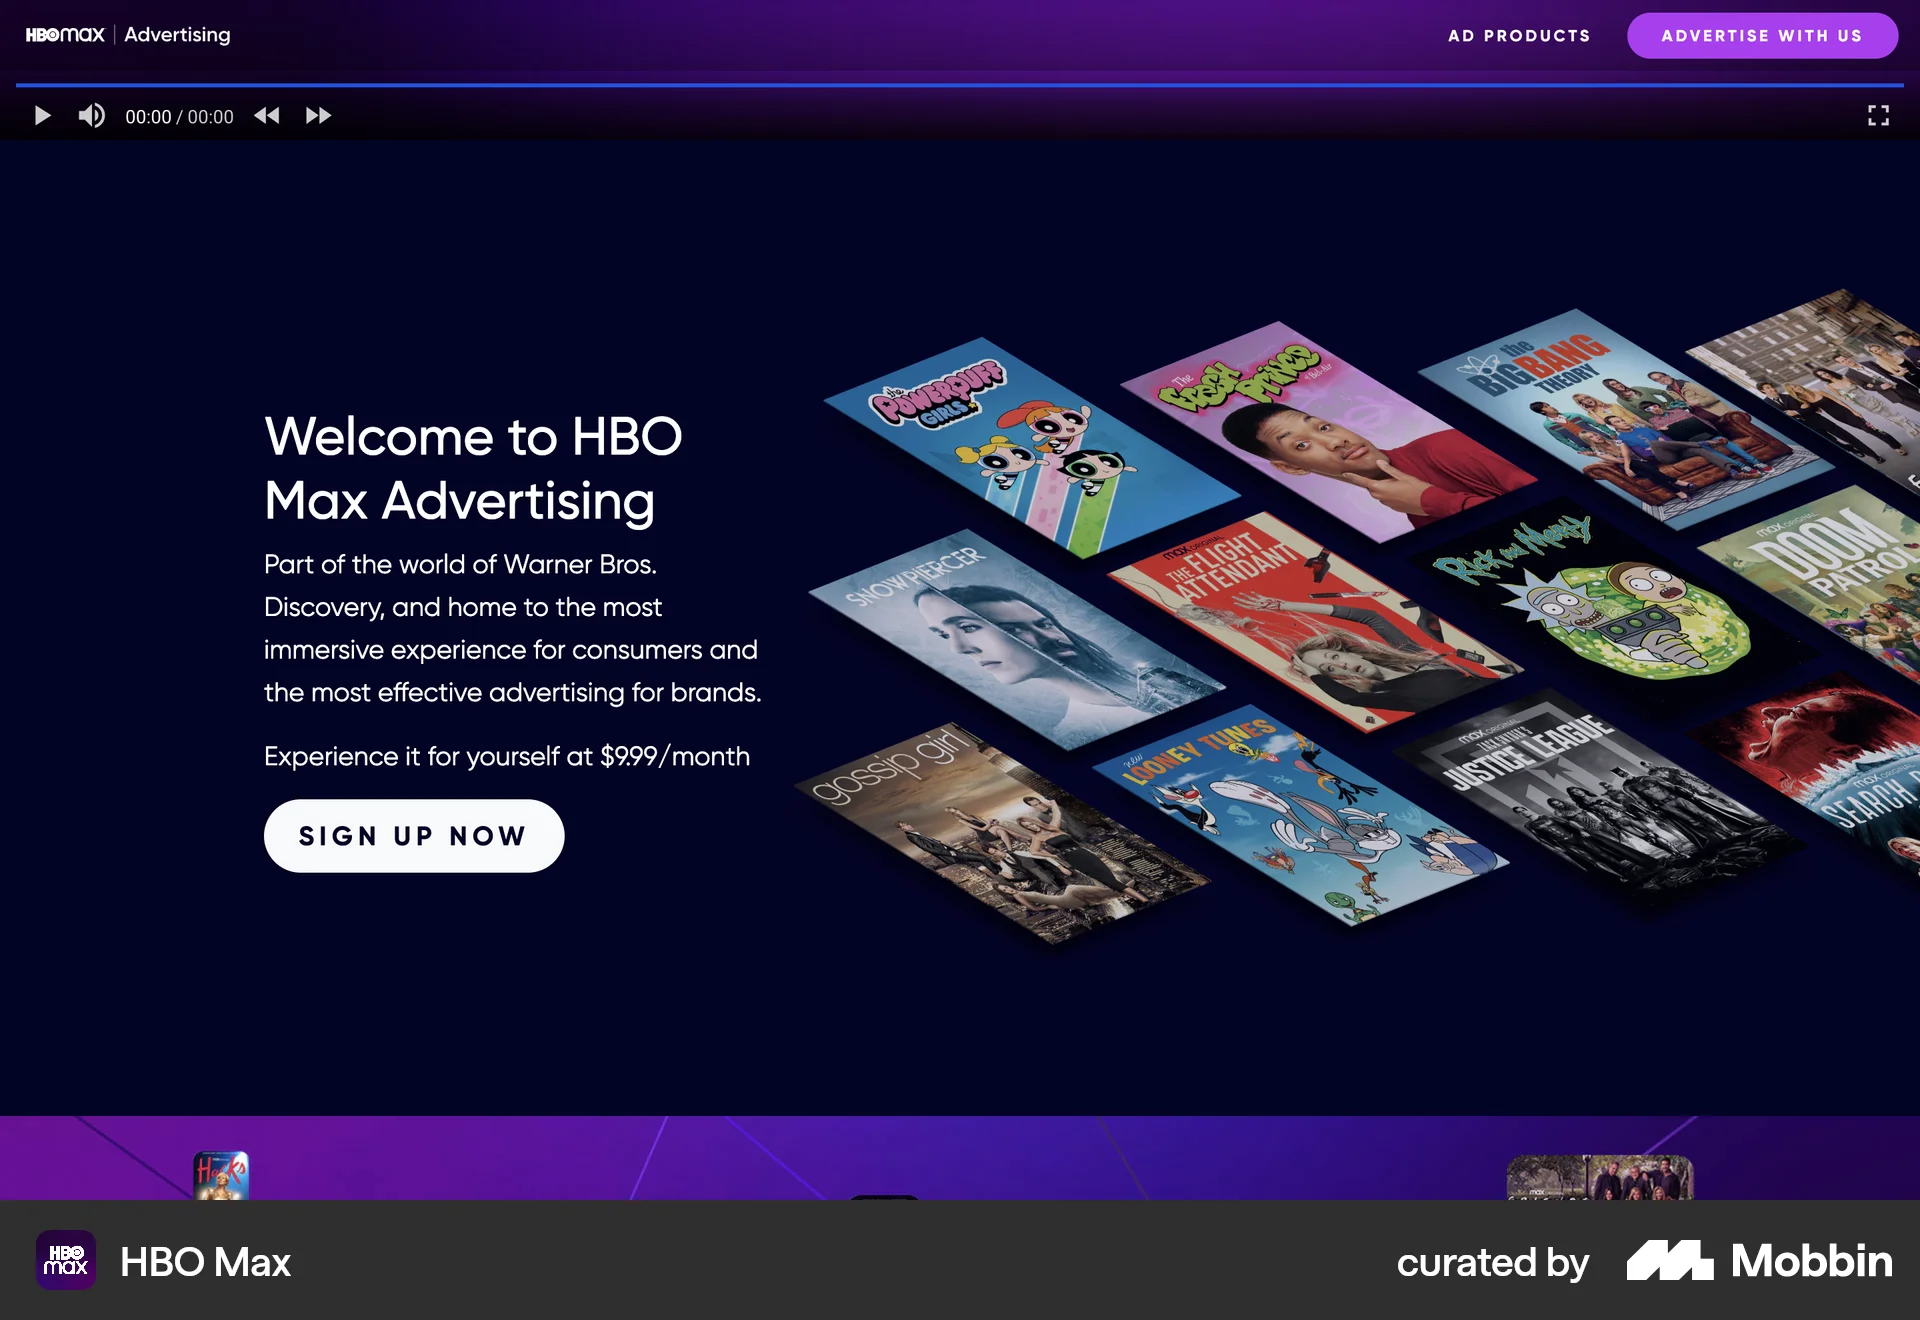 HBOmax | Advertising
AD PRODUCTS
ADVERTISE WITH US
00:00 / 00:00
Welcome to HBO
Max Advertising
Part of the world of Warner Bros.
Discovery, and home to the most
immersive experience for consumers and
the most effective advertising for brands.
Experience it for yourself at $9.99/month
SIGN UP NOW
the
POWERPUFF
GIRLS
The
Fresh
Prince
of Bel-Air
the
BIG BANG
THEORY
SNOWPIERCER
max ORIGINAL
THE FLIGHT
ATTENDANT
Rick and Morty
max ORIGINAL
DOOM
PATROL
gossip girl
new
LOONEY TUNES
max ORIGINAL
ZACK SNYDER'S
JUSTICE LEAGUE
max ORIGINAL
SEARCH
Hacks
max
HBO
max
HBO Max
curated by
Mobbin